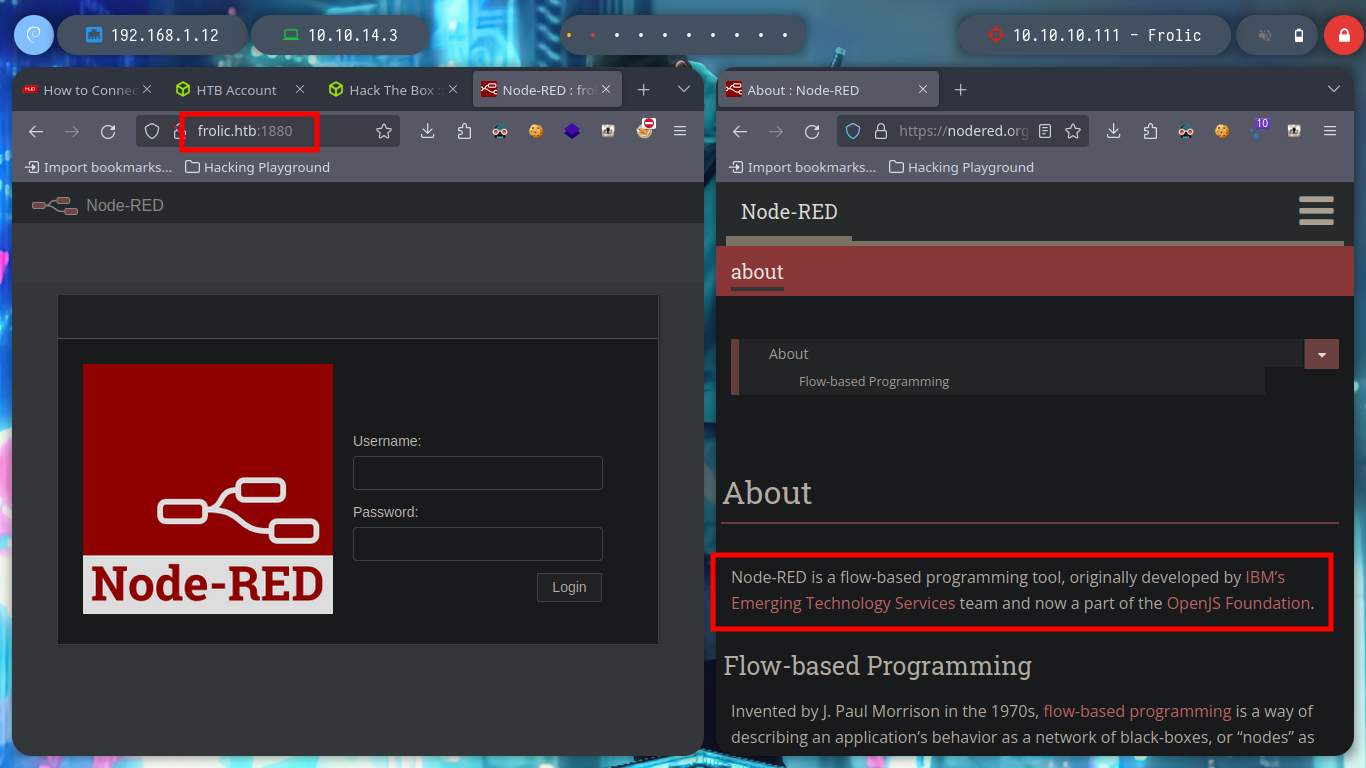 192.168.1.12
10.10.14.3
10.10.10.111 - Frolic
How to Connec
HTB Account
Hack The Box :
Node-RED : fro
frolic.htb:1880
Import bookmarks...
Hacking Playground
Node-RED
Node-RED
Username:
Password:
Login
About : Node-RED
https://nodered.org
10
Import bookmarks...
Hacking Playground
Node-RED
about
About
Flow-based Programming
About
Node-RED is a flow-based programming tool, originally developed by IBM’s
Emerging Technology Services team and now a part of the OpenJS Foundation.
Flow-based Programming
Invented by J. Paul Morrison in the 1970s, flow-based programming is a way of
describing an application’s behavior as a network of black-boxes, or “nodes” as